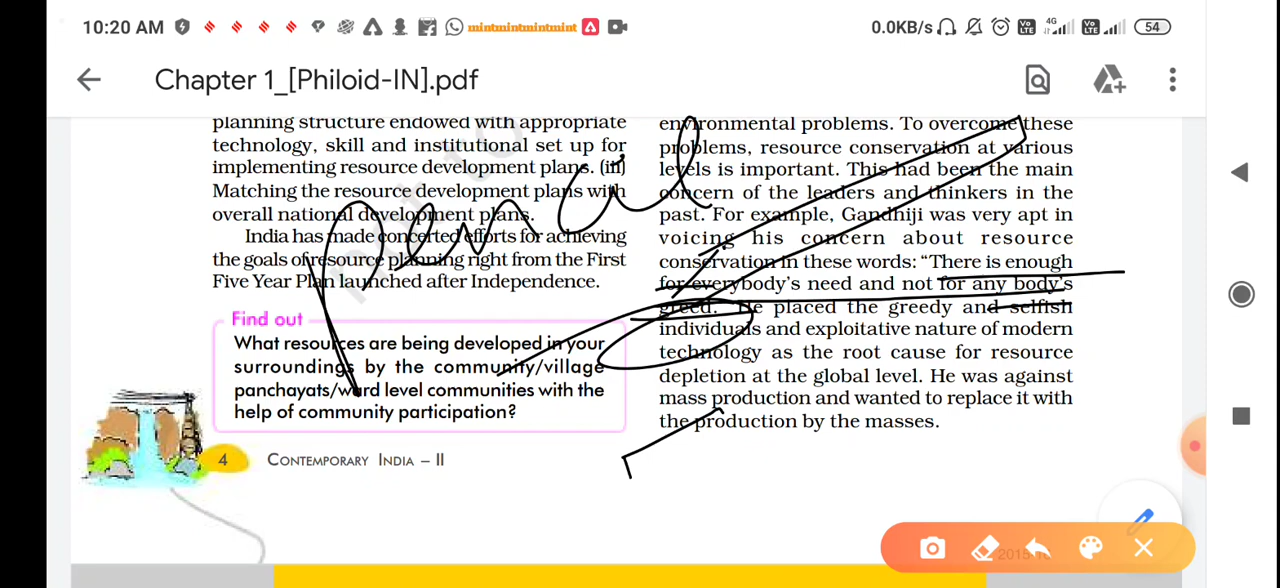 10:20 AM mintmintmintmint 0.0KB/s Vo LTE 4G Vo LTE 54
Chapter 1_[Philoid-IN].pdf
planning structure endowed with appropriate
technology, skill and institutional set up for
implementing resource development plans. (iii)
Matching the resource development plans with
overall national development plans.
India has made concerted efforts for achieving
the goals of resource planning right from the First
Five Year Plan launched after Independence.
Find out
What resources are being developed in your
surroundings by the community/village
panchayats/ward level communities with the
help of community participation?
4 CONTEMPORARY INDIA – II
environmental problems. To overcome these
problems, resource conservation at various
levels is important. This had been the main
concern of the leaders and thinkers in the
past. For example, Gandhiji was very apt in
voicing his concern about resource
conservation in these words: “There is enough
for everybody’s need and not for any body’s
greed.” He placed the greedy and selfish
individuals and exploitative nature of modern
technology as the root cause for resource
depletion at the global level. He was against
mass production and wanted to replace it with
the production by the masses.